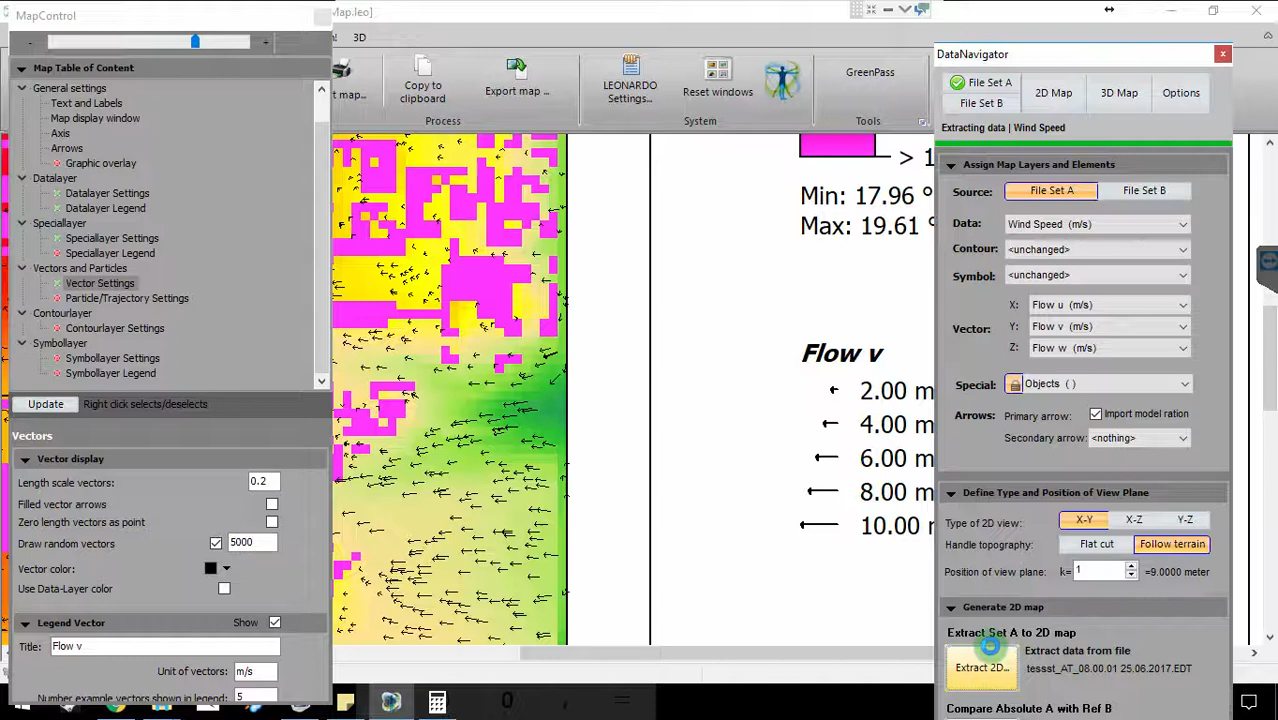 MapControl
- +
Map Table of Content
General settings
Text and Labels
Map display window
Axis
Arrows
Graphic overlay
Datalayer
Datalayer Settings
Datalayer Legend
Speciallayer
Speciallayer Settings
Speciallayer Legend
Vectors and Particles
Vector Settings
Particle/Trajectory Settings
Contourlayer
Contourlayer Settings
Symbollayer
Symbollayer Settings
Symbollayer Legend
Update Right click selects/deselects
Vectors
Vector display
Length scale vectors: 0.2
Filled vector arrows
Zero length vectors as point
Draw random vectors 5000
Vector color:
Use Data-Layer color
Legend Vector Show
Title: Flow v
Unit of vectors: m/s
Number example vectors shown in legend: 5
Map.leo]
3D
t map...
Copy to
clipboard
Export map ...
Process
LEONARDO
Settings...
Reset windows
System
GreenPass
Tools
> 1
Min: 17.96 °
Max: 19.61 °
Flow v
2.00 m
4.00 m
6.00 m
8.00 m
10.00
DataNavigator x
File Set A
File Set B
2D Map
3D Map
Options
Extracting data | Wind Speed
Assign Map Layers and Elements
Source: File Set A File Set B
Data: Wind Speed (m/s)
Contour: <unchanged>
Symbol: <unchanged>
X: Flow u (m/s)
Vector: Y: Flow v (m/s)
Z: Flow w (m/s)
Special: Objects ( )
Arrows: Primary arrow: Import model ration
Secondary arrow: <nothing>
Define Type and Position of View Plane
Type of 2D view: X-Y X-Z Y-Z
Handle topography: Flat cut Follow terrain
Position of view plane: k= 1 =9.0000 meter
Generate 2D map
Extract Set A to 2D map
Extract 2D...
Extract data from file
tessst_AT_08.00.01 25.06.2017.EDT
Compare Absolute A with Ref B